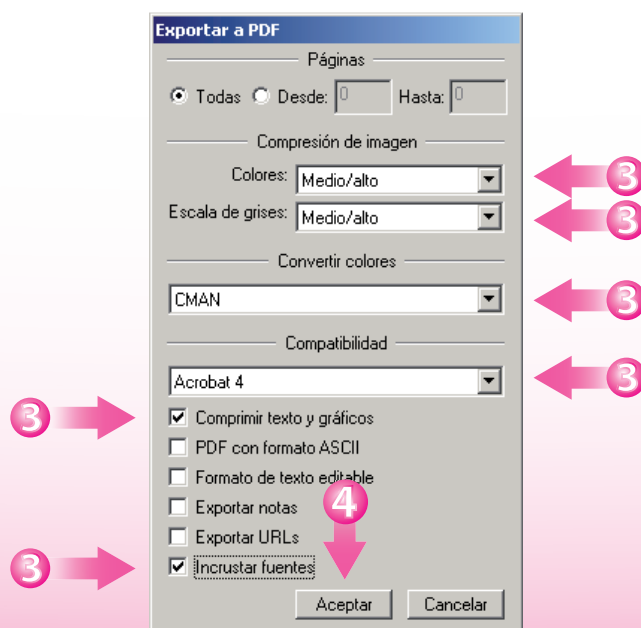 Exportar a PDF
Páginas
Todas Desde: 0 Hasta: 0
Compresión de imagen
Colores: Medio/alto 3
Escala de grises: Medio/alto 3
Convertir colores
CMAN 3
Compatibilidad
Acrobat 4 3
3 Comprimir texto y gráficos
PDF con formato ASCII
Formato de texto editable
Exportar notas 4
Exportar URLs
3 Incrustar fuentes
Aceptar Cancelar